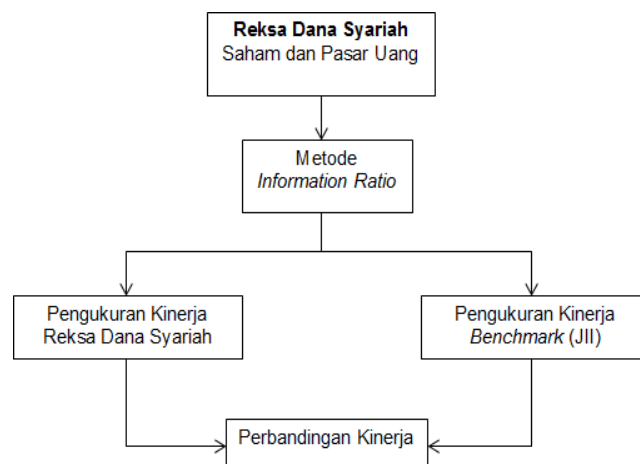 Reksa Dana Syariah
Saham dan Pasar Uang
Metode
Information Ratio
Pengukuran Kinerja
Reksa Dana Syariah
Pengukuran Kinerja
Benchmark (JII)
Perbandingan Kinerja